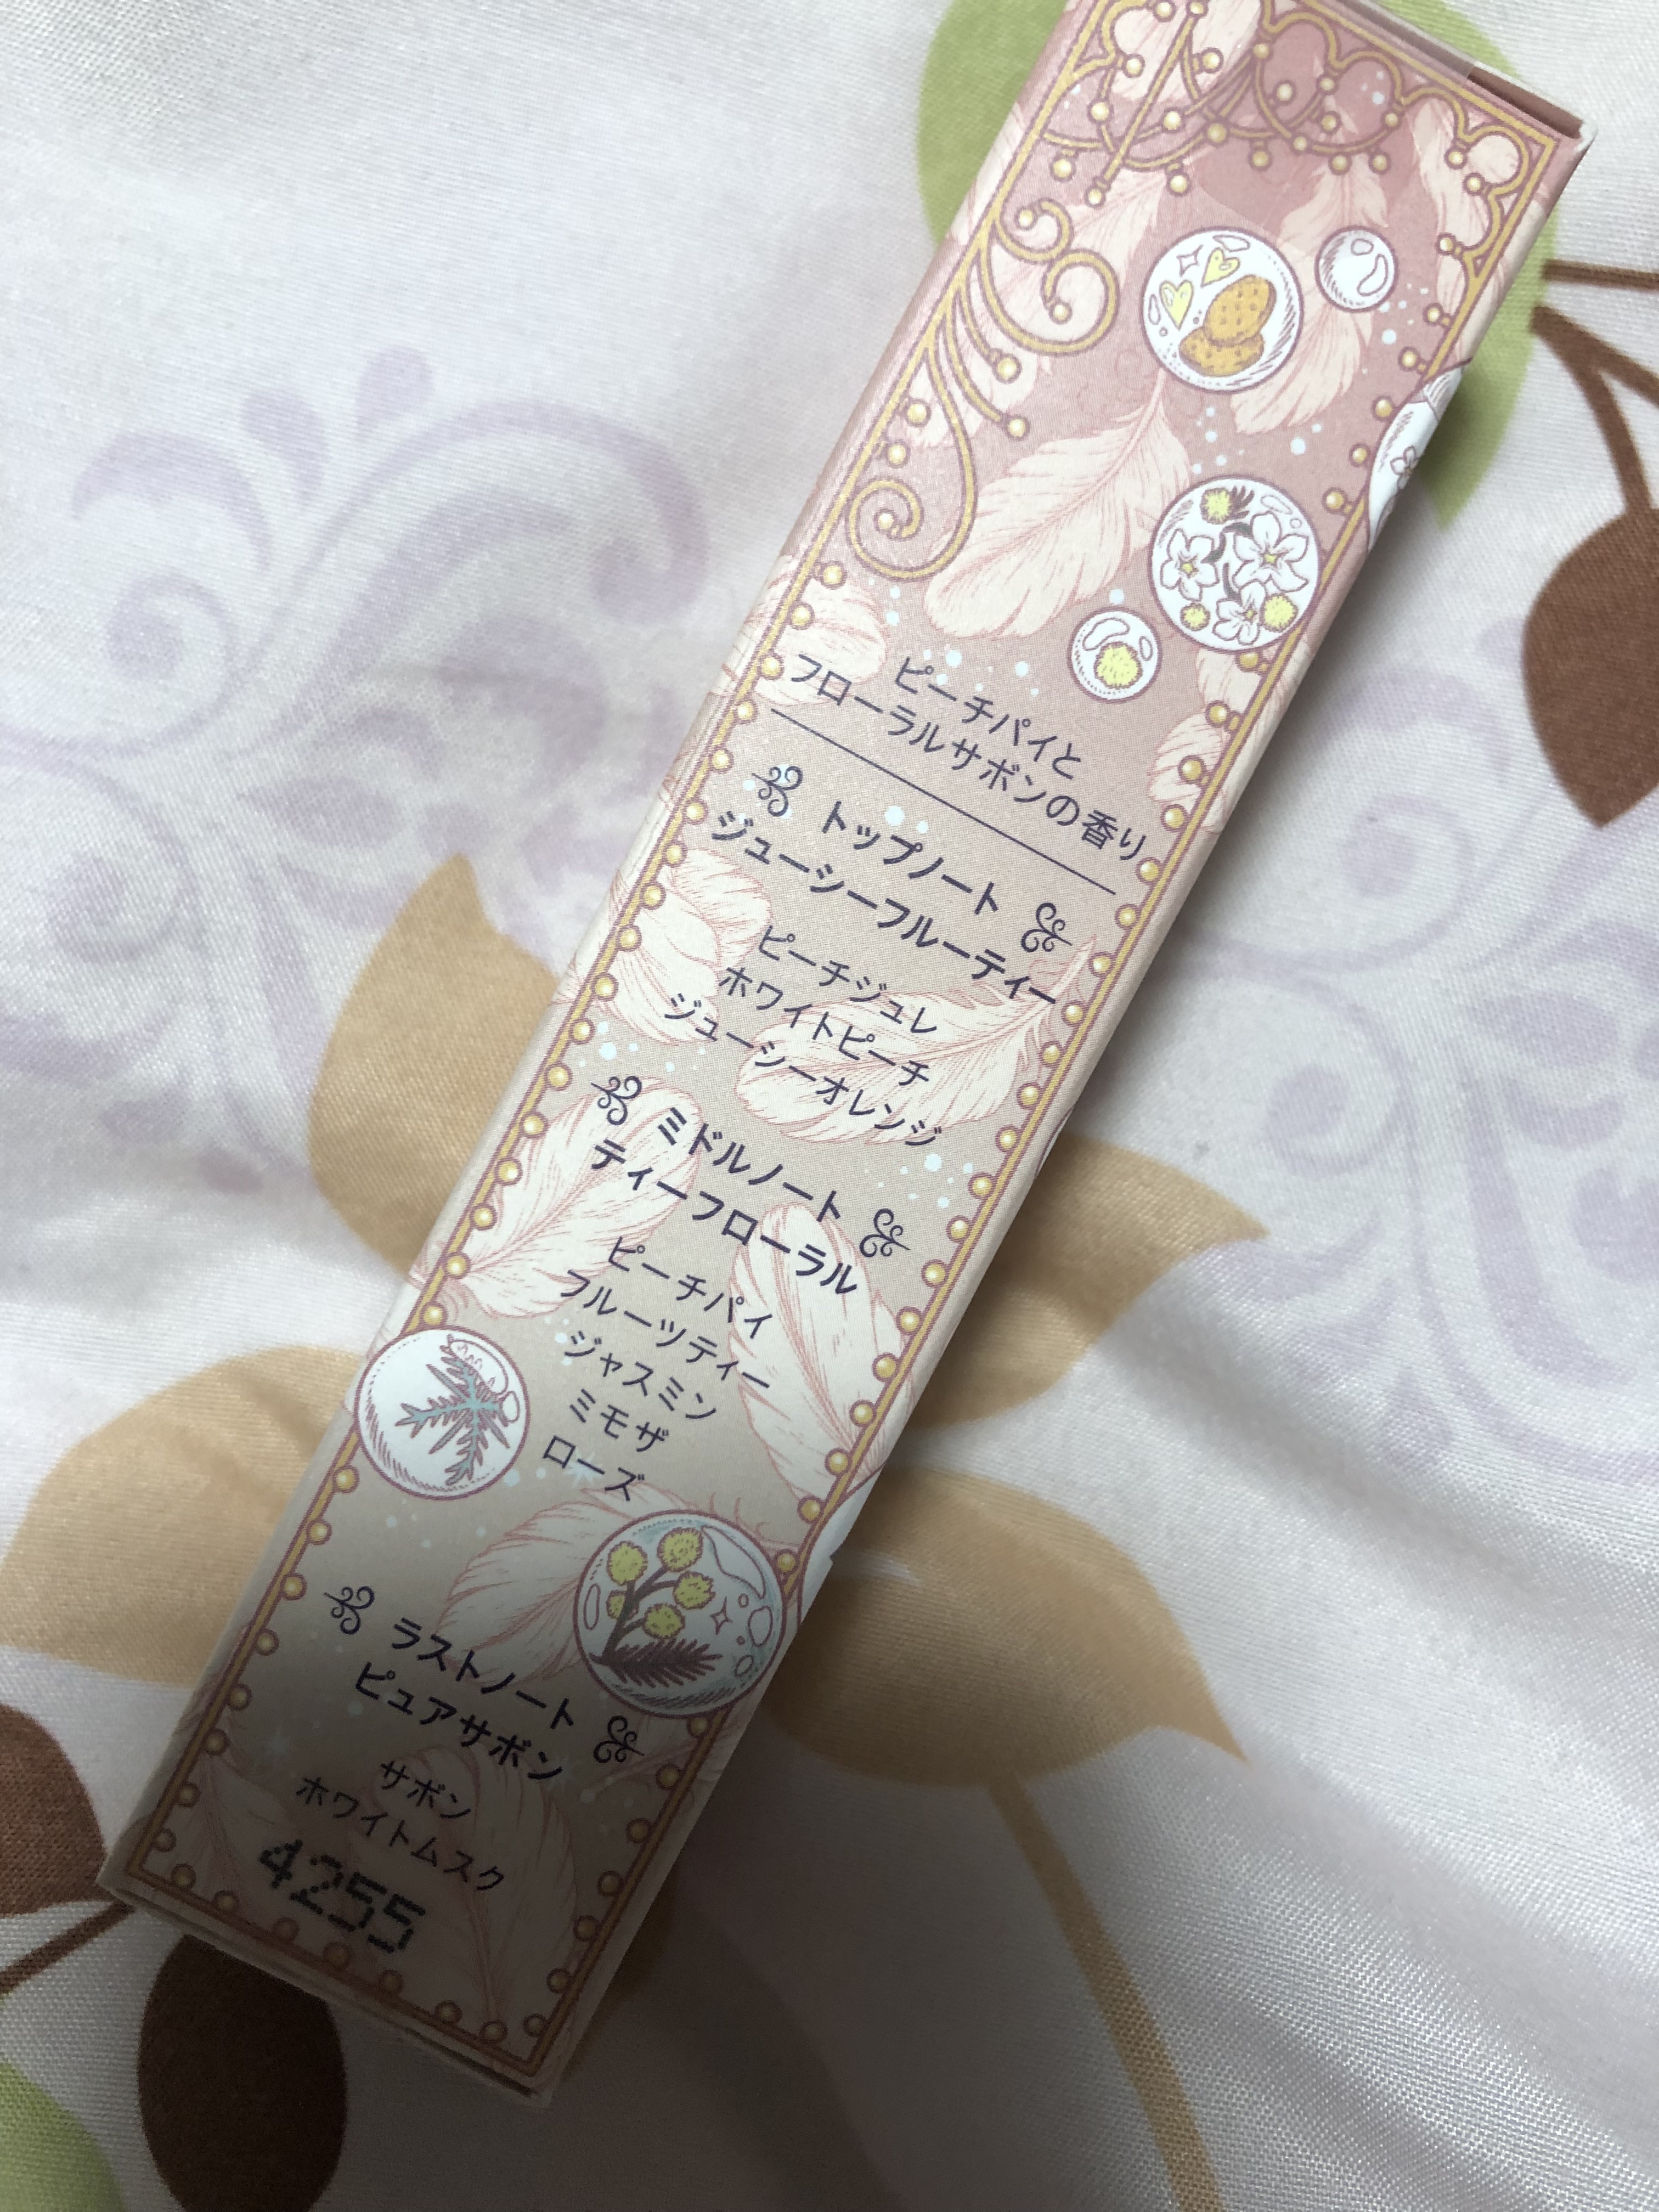 ピーチパイと
フローラルサボンの香り
トップノート
ジューシーフルーティー
ピーチジュレ
ホワイトピーチ
ジューシーオレンジ
ミドルノート
ティーフローラル
ピーチパイ
フルーツティー
ジャスミン
ミモザ
ローズ
ラストノート
ピュアサボン
サボン
ホワイトムスク
4255